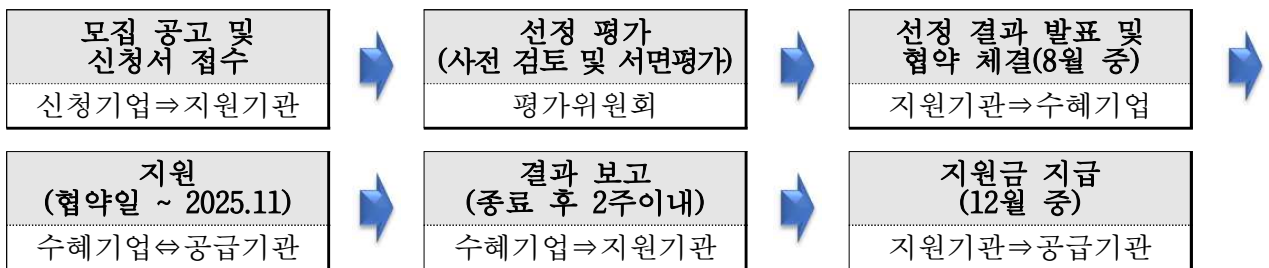 모집 공고 및
신청서 접수
신청기업⇒지원기관
선정 평가
(사전 검토 및 서면평가)
평가위원회
선정 결과 발표 및
협약 체결(8월 중)
지원기관⇒수혜기업
지원
(협약일 ~ 2025.11)
수혜기업⇔공급기관
결과 보고
(종료 후 2주이내)
수혜기업⇒지원기관
지원금 지급
(12월 중)
지원기관⇒공급기관